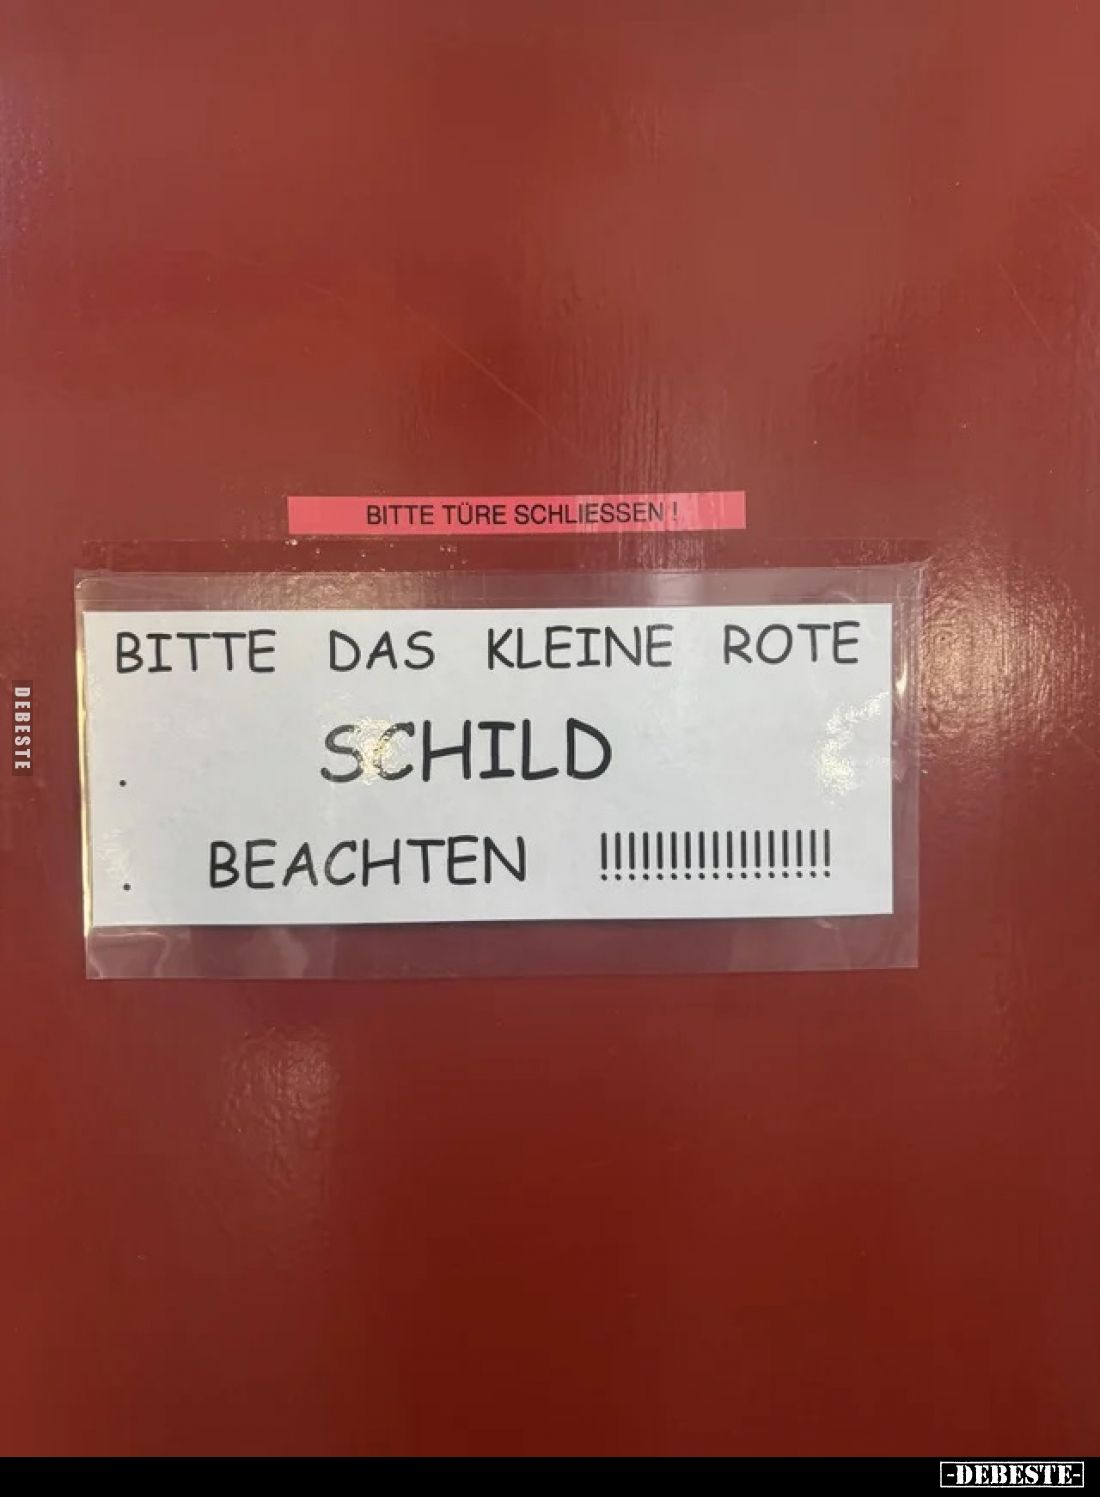 BITTE TÜRE SCHLIESSEN !
BITTE DAS KLEINE ROTE
. SCHILD
. BEACHTEN !!!!!!!!!!!!!!!!!
DEBESTE
-DEBESTE-